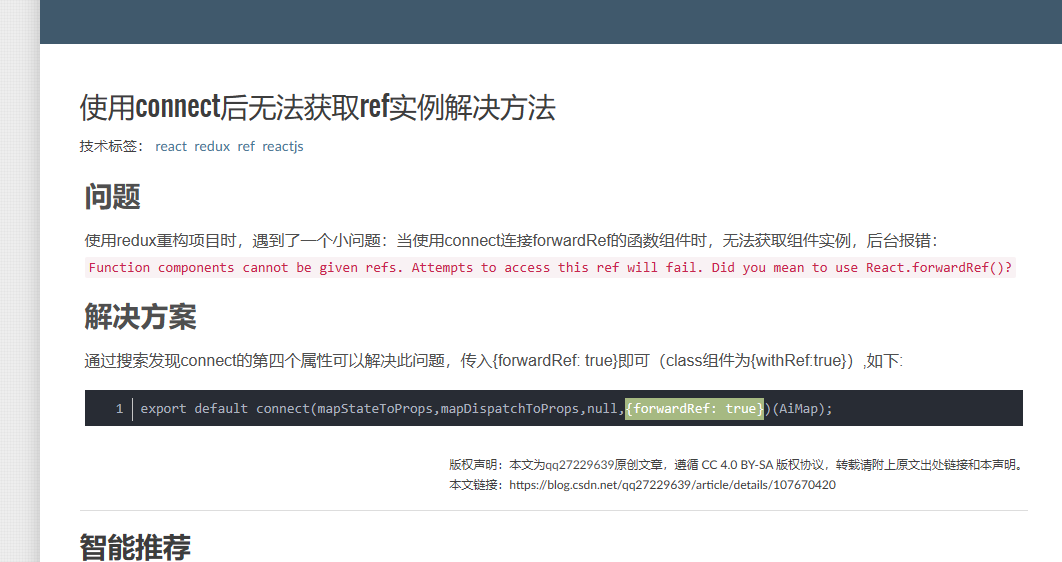 使用connect后无法获取ref实例解决方法
技术标签： react redux ref reactjs
问题
使用redux重构项目时，遇到了一个小问题：当使用connect连接forwardRef的函数组件时，无法获取组件实例，后台报错：
Function components cannot be given refs. Attempts to access this ref will fail. Did you mean to use React.forwardRef()?
解决方案
通过搜索发现connect的第四个属性可以解决此问题，传入{forwardRef: true}即可（class组件为{withRef:true}）,如下:
1 export default connect(mapStateToProps,mapDispatchToProps,null,{forwardRef: true})(AiMap);
版权声明：本文为qq27229639原创文章，遵循 CC 4.0 BY-SA 版权协议，转载请附上原文出处链接和本声明。
本文链接：https://blog.csdn.net/qq27229639/article/details/107670420
智能推荐